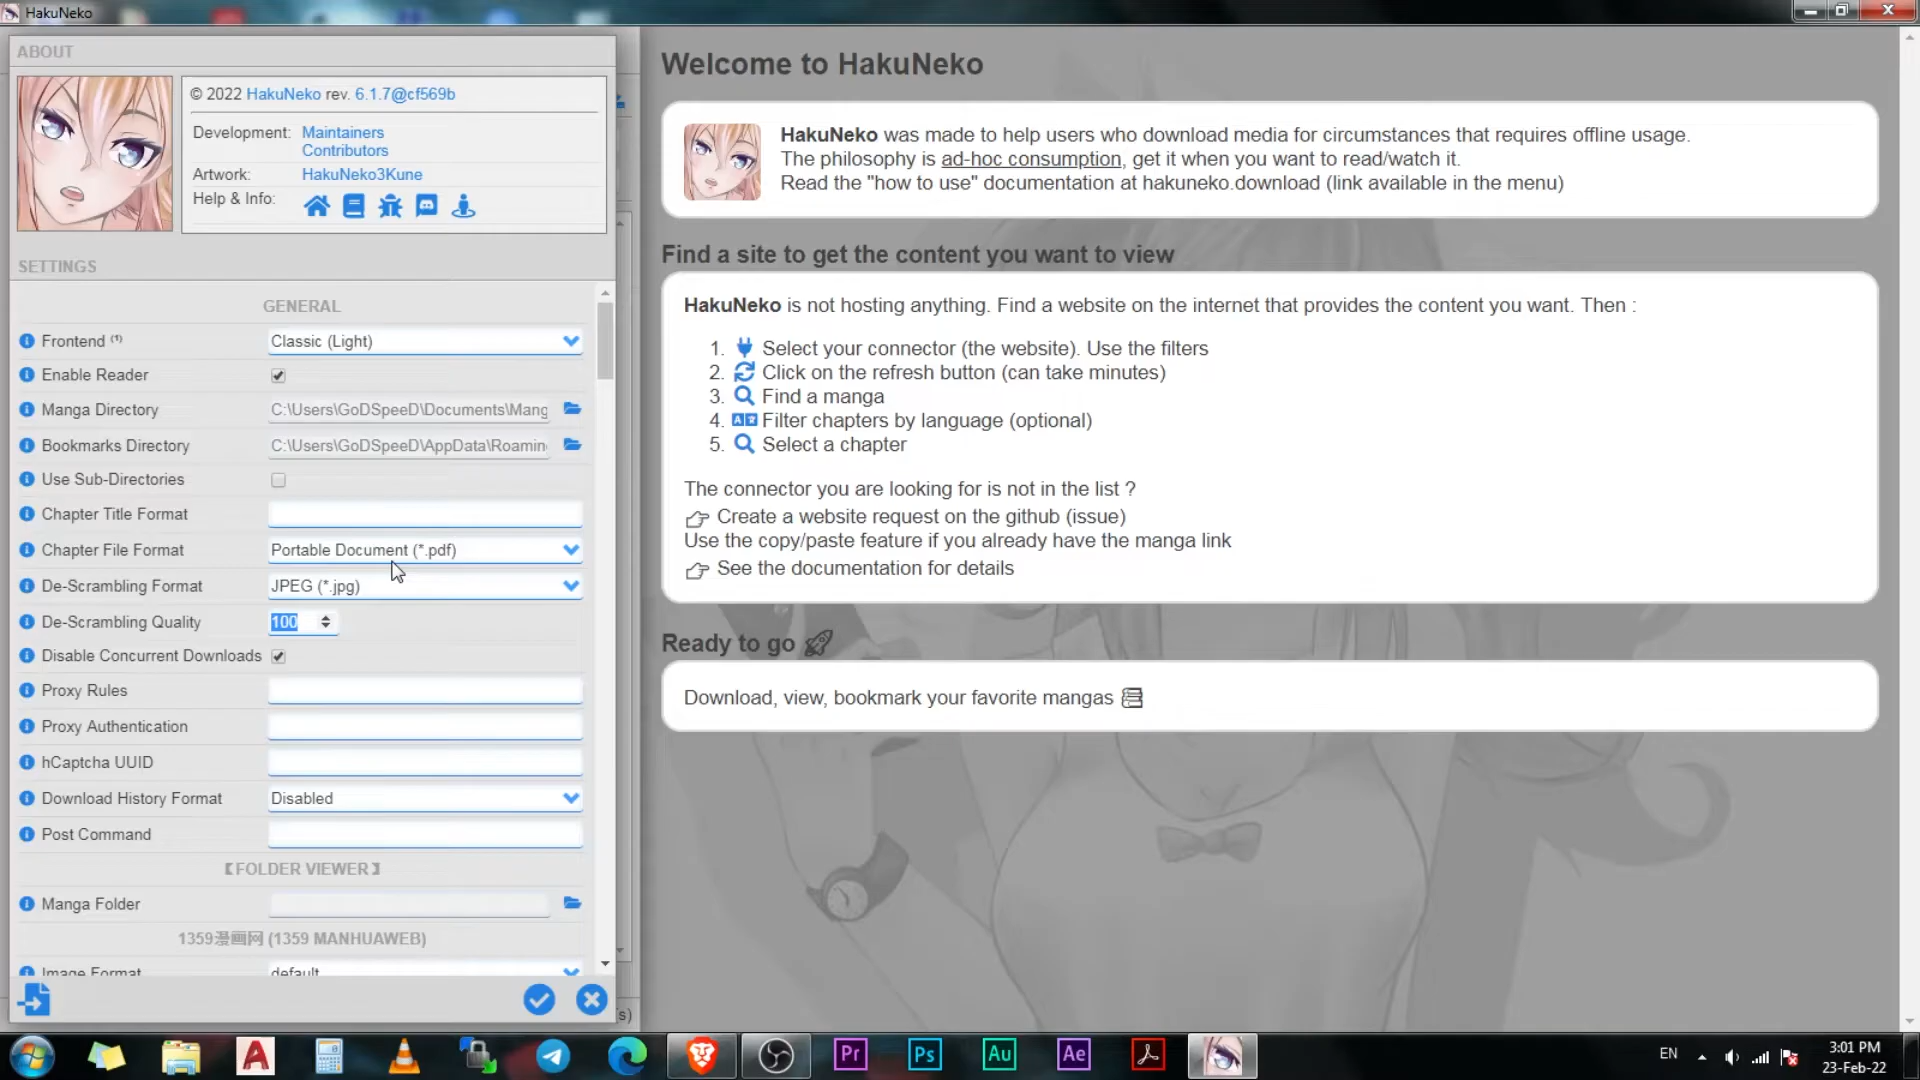 HakuNeko
ABOUT
© 2022 HakuNeko rev. 6.1.7@cf569b
Development: Maintainers
Contributors
Artwork: HakuNeko3Kune
Help & Info:
SETTINGS
GENERAL
Frontend (1) Classic (Light)
Enable Reader
Manga Directory C:\Users\GoDSpeeD\Documents\Mang
Bookmarks Directory C:\Users\GoDSpeeD\AppData\Roamin
Use Sub-Directories
Chapter Title Format
Chapter File Format Portable Document (*.pdf)
De-Scrambling Format JPEG (*.jpg)
De-Scrambling Quality 100
Disable Concurrent Downloads
Proxy Rules
Proxy Authentication
hCaptcha UUID
Download History Format Disabled
Post Command
【FOLDER VIEWER】
Manga Folder
1359漫画网 (1359 MANHUAWEB)
Image Format default
(s)
Welcome to HakuNeko
HakuNeko was made to help users who download media for circumstances that requires offline usage.
The philosophy is ad-hoc consumption, get it when you want to read/watch it.
Read the "how to use" documentation at hakuneko.download (link available in the menu)
Find a site to get the content you want to view
HakuNeko is not hosting anything. Find a website on the internet that provides the content you want. Then :
1. Select your connector (the website). Use the filters
2. Click on the refresh button (can take minutes)
3. Find a manga
4. Filter chapters by language (optional)
5. Select a chapter
The connector you are looking for is not in the list ?
Create a website request on the github (issue)
Use the copy/paste feature if you already have the manga link
See the documentation for details
Ready to go
Download, view, bookmark your favorite mangas
Pr
Ps
Au
Ae
EN
3:01 PM
23-Feb-22